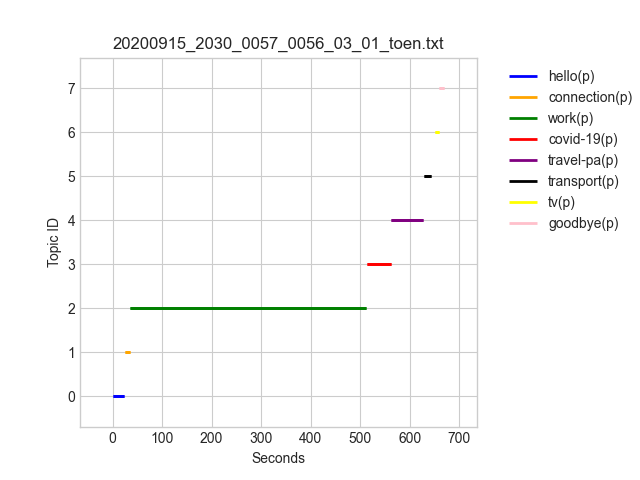 20200915_2030_0057_0056_03_01_toen.txt
hello(p)
connection(p)
work(p)
covid-19(p)
travel-pa(p)
transport(p)
tv(p)
goodbye(p)
Topic ID
7
6
5
4
3
2
1
0
0 100 200 300 400 500 600 700
Seconds